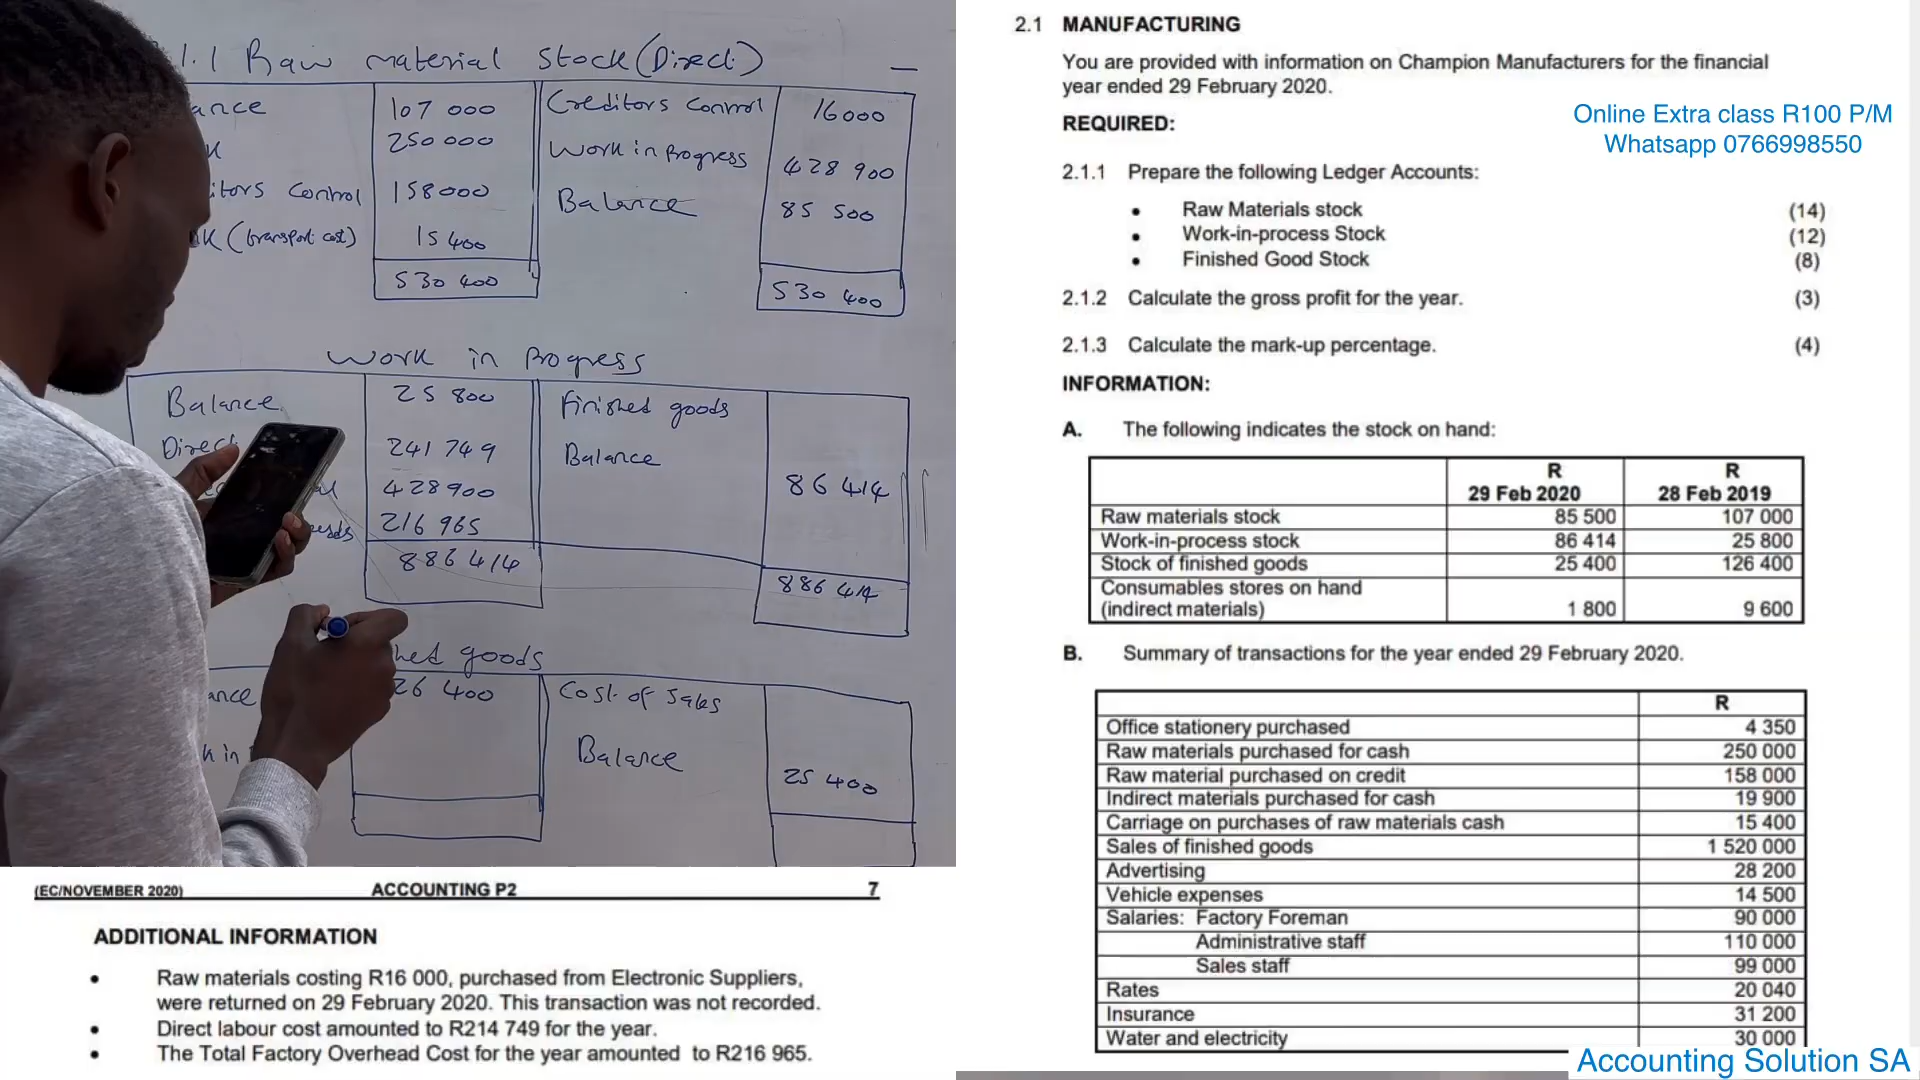 1.1 Raw material stock (Direct)
ance 107 000 Creditors Control 16000
250 000 Work in Progress 428 900
itors Control 158000 Balance 85 500
(transport cost) 15 400
530 400 530 400
Work in Progress
Balance 25 800 Finished goods
Direct 241 749 Balance 86 414
428900
216 965
886 414 886 414
hed goods
ance 26 400 Cost of Sales
k in Balance 25 400
(EC/NOVEMBER 2020) ACCOUNTING P2 7
ADDITIONAL INFORMATION
• Raw materials costing R16 000, purchased from Electronic Suppliers,
were returned on 29 February 2020. This transaction was not recorded.
• Direct labour cost amounted to R214 749 for the year.
• The Total Factory Overhead Cost for the year amounted to R216 965.
2.1 MANUFACTURING
You are provided with information on Champion Manufacturers for the financial
year ended 29 February 2020.
Online Extra class R100 P/M
Whatsapp 0766998550
REQUIRED:
2.1.1 Prepare the following Ledger Accounts:
• Raw Materials stock (14)
• Work-in-process Stock (12)
• Finished Good Stock (8)
2.1.2 Calculate the gross profit for the year. (3)
2.1.3 Calculate the mark-up percentage. (4)
INFORMATION:
A. The following indicates the stock on hand:
R R
29 Feb 2020 28 Feb 2019
Raw materials stock 85 500 107 000
Work-in-process stock 86 414 25 800
Stock of finished goods 25 400 126 400
Consumables stores on hand
(indirect materials) 1 800 9 600
B. Summary of transactions for the year ended 29 February 2020.
R
Office stationery purchased 4 350
Raw materials purchased for cash 250 000
Raw material purchased on credit 158 000
Indirect materials purchased for cash 19 900
Carriage on purchases of raw materials cash 15 400
Sales of finished goods 1 520 000
Advertising 28 200
Vehicle expenses 14 500
Salaries: Factory Foreman 90 000
Administrative staff 110 000
Sales staff 99 000
Rates 20 040
Insurance 31 200
Water and electricity 30 000
Accounting Solution SA